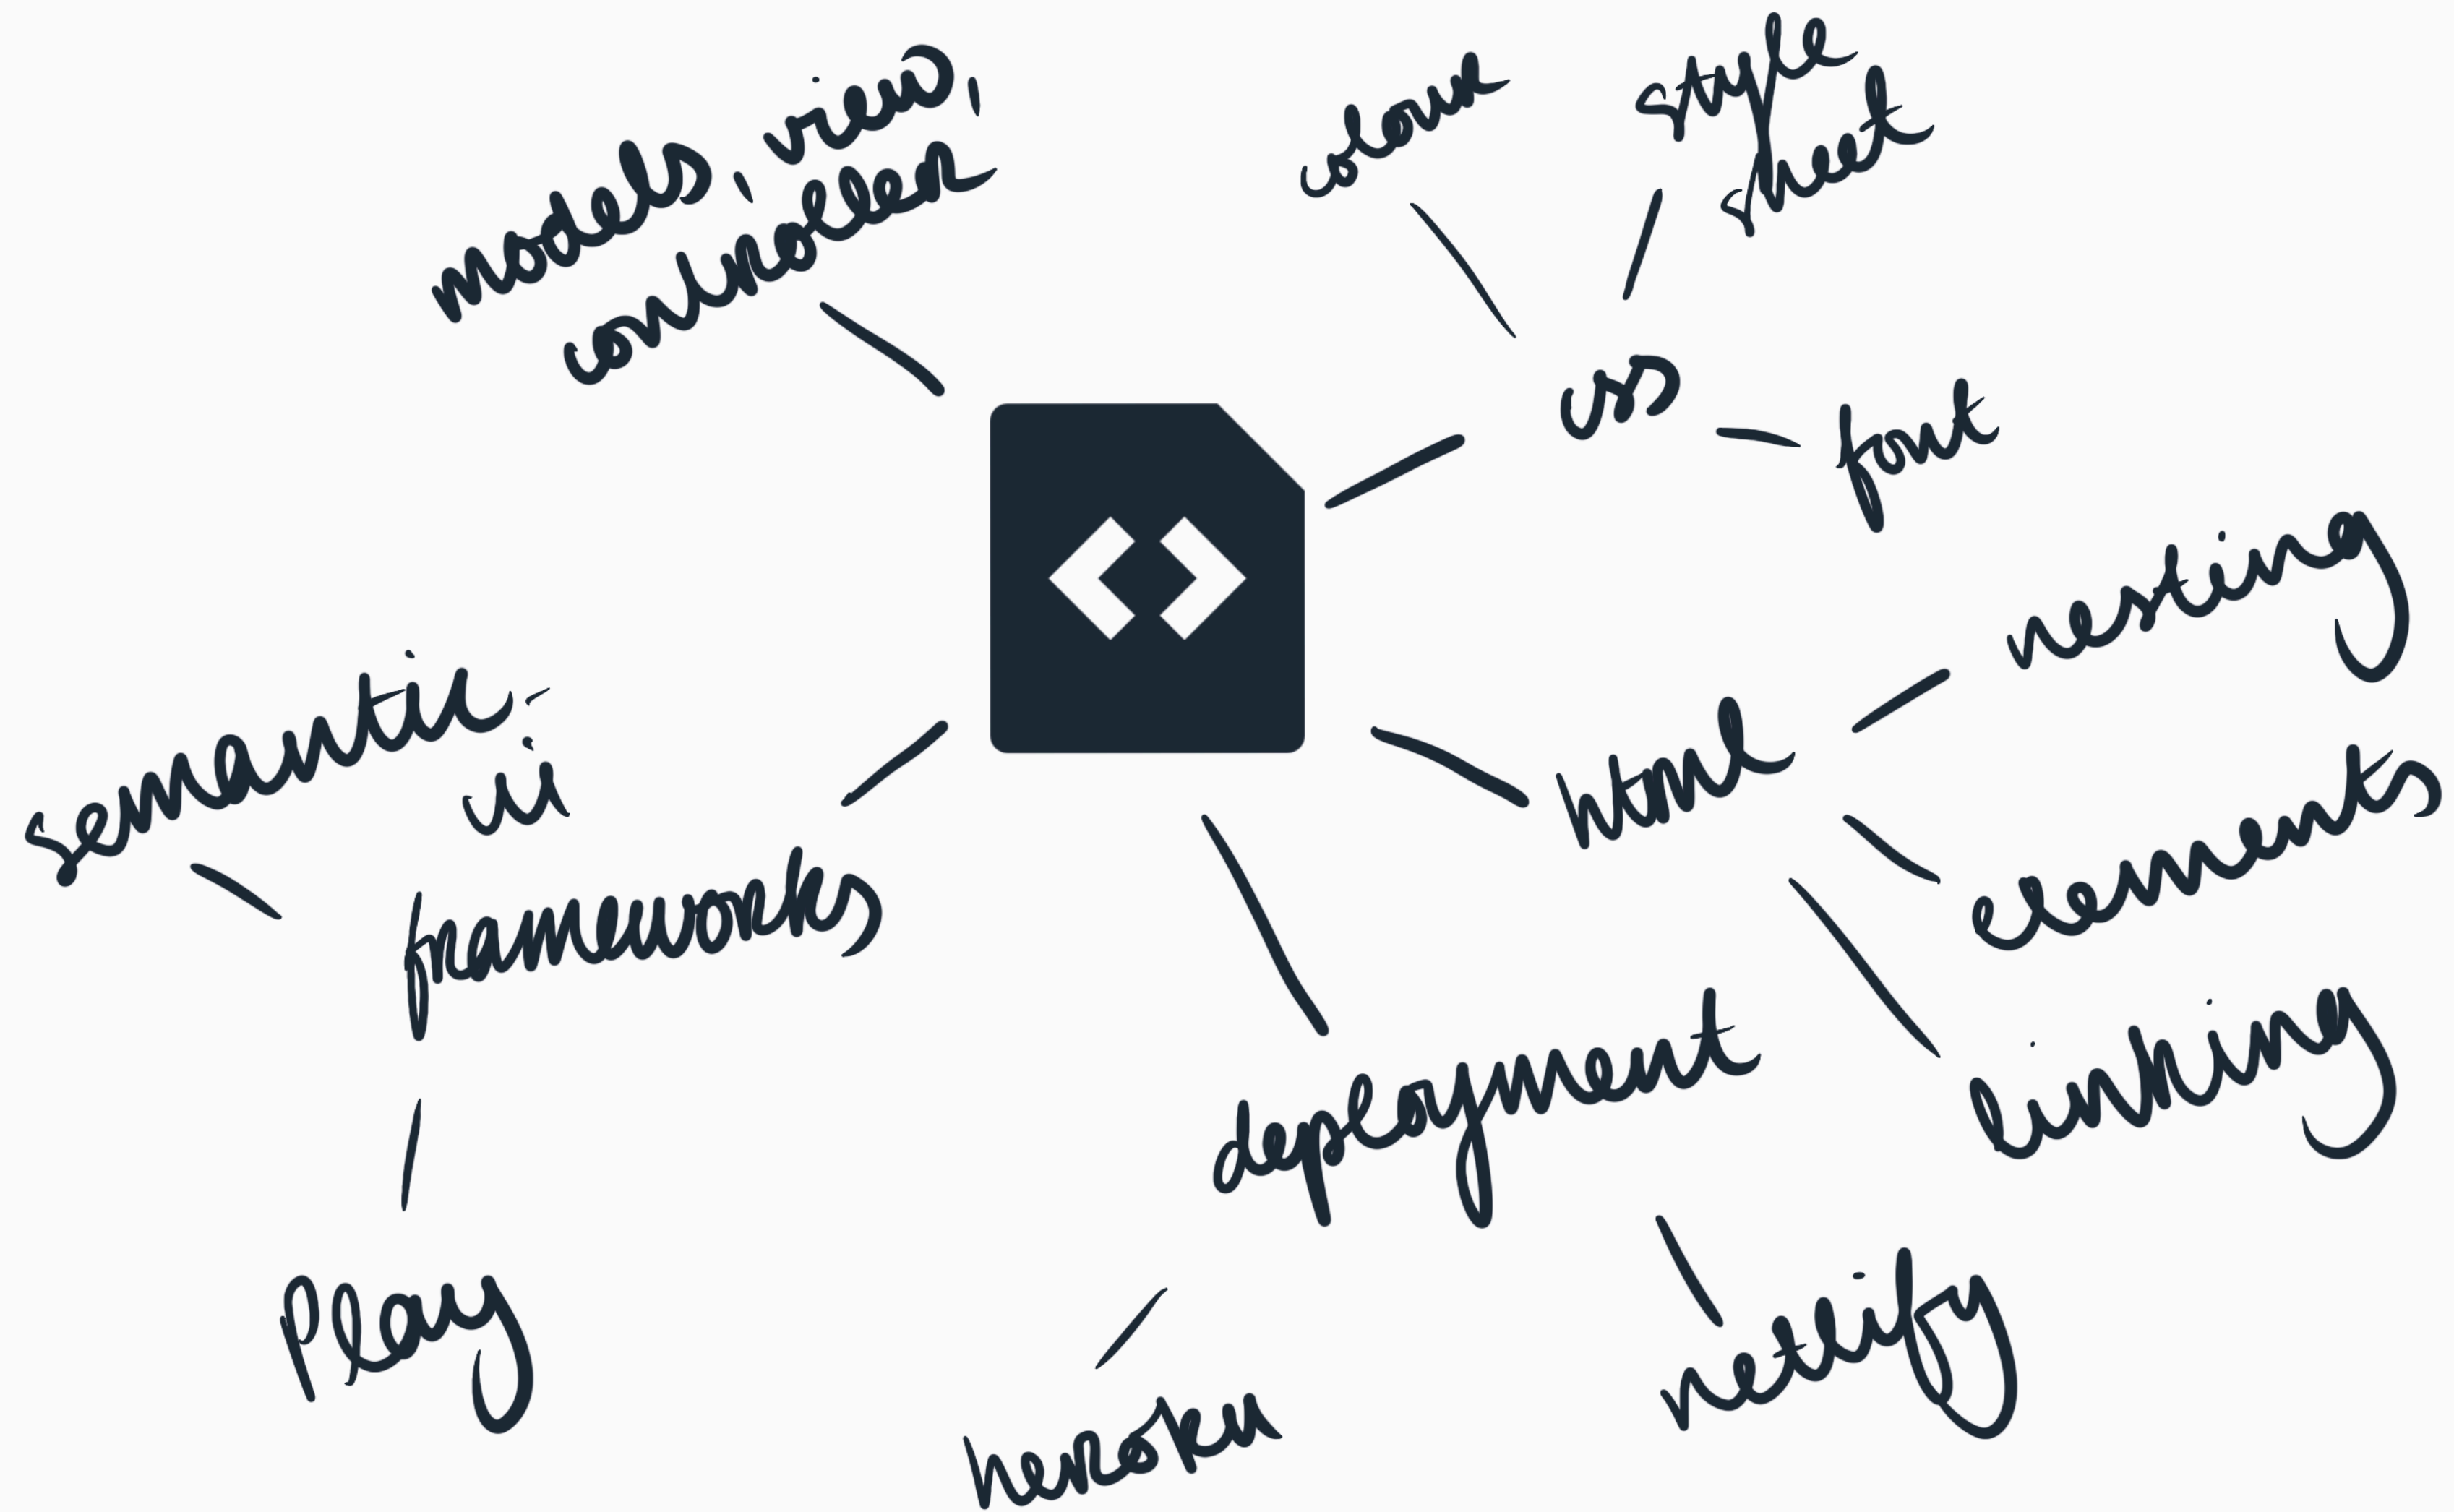 models, view,
controller
colour
style
sheet
css
font
nesting
html
elements
linking
semantic-
ui
frameworks
Play
deployment
heroku
netlify